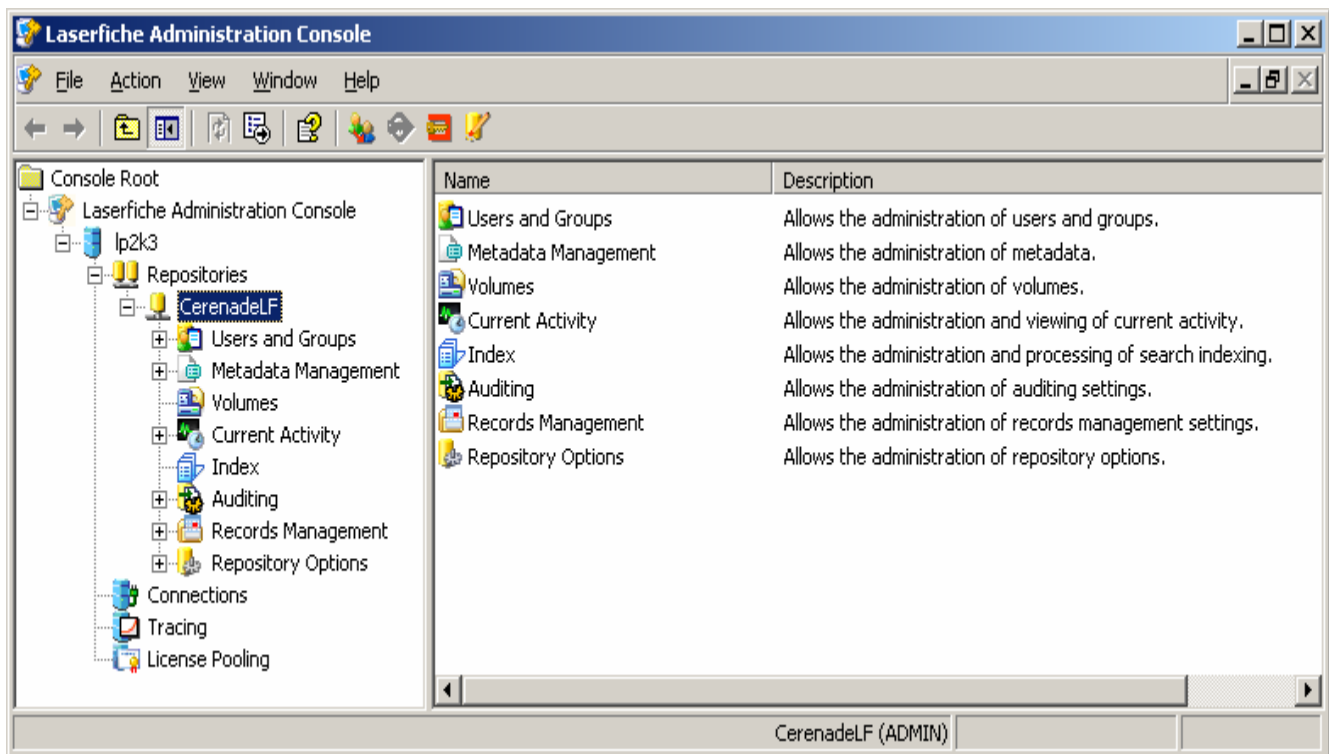 Laserfiche Administration Console
File Action View Window Help
Console Root
Laserfiche Administration Console
lp2k3
Repositories
CerenadeLF
Users and Groups
Metadata Management
Volumes
Current Activity
Index
Auditing
Records Management
Repository Options
Connections
Tracing
License Pooling
Name Description
Users and Groups Allows the administration of users and groups.
Metadata Management Allows the administration of metadata.
Volumes Allows the administration of volumes.
Current Activity Allows the administration and viewing of current activity.
Index Allows the administration and processing of search indexing.
Auditing Allows the administration of auditing settings.
Records Management Allows the administration of records management settings.
Repository Options Allows the administration of repository options.
CerenadeLF (ADMIN)